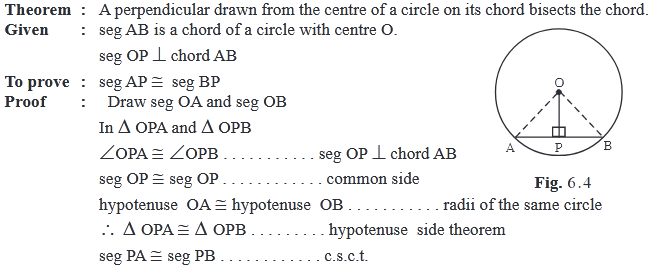 Theorem : A perpendicular drawn from the centre of a circle on its chord bisects the chord.
Given : seg AB is a chord of a circle with centre O.
seg OP ⊥ chord AB
To prove : seg AP ≅ seg BP
Proof : Draw seg OA and seg OB
In Δ OPA and Δ OPB
∠OPA ≅ ∠OPB . . . . . . . . . . . seg OP ⊥ chord AB
seg OP ≅ seg OP . . . . . . . . . . . . common side
hypotenuse OA ≅ hypotenuse OB . . . . . . . . . . . radii of the same circle
∴ Δ OPA ≅ Δ OPB . . . . . . . . . hypotenuse side theorem
seg PA ≅ seg PB . . . . . . . . . . . . c.s.c.t.
O
A P B
Fig. 6.4